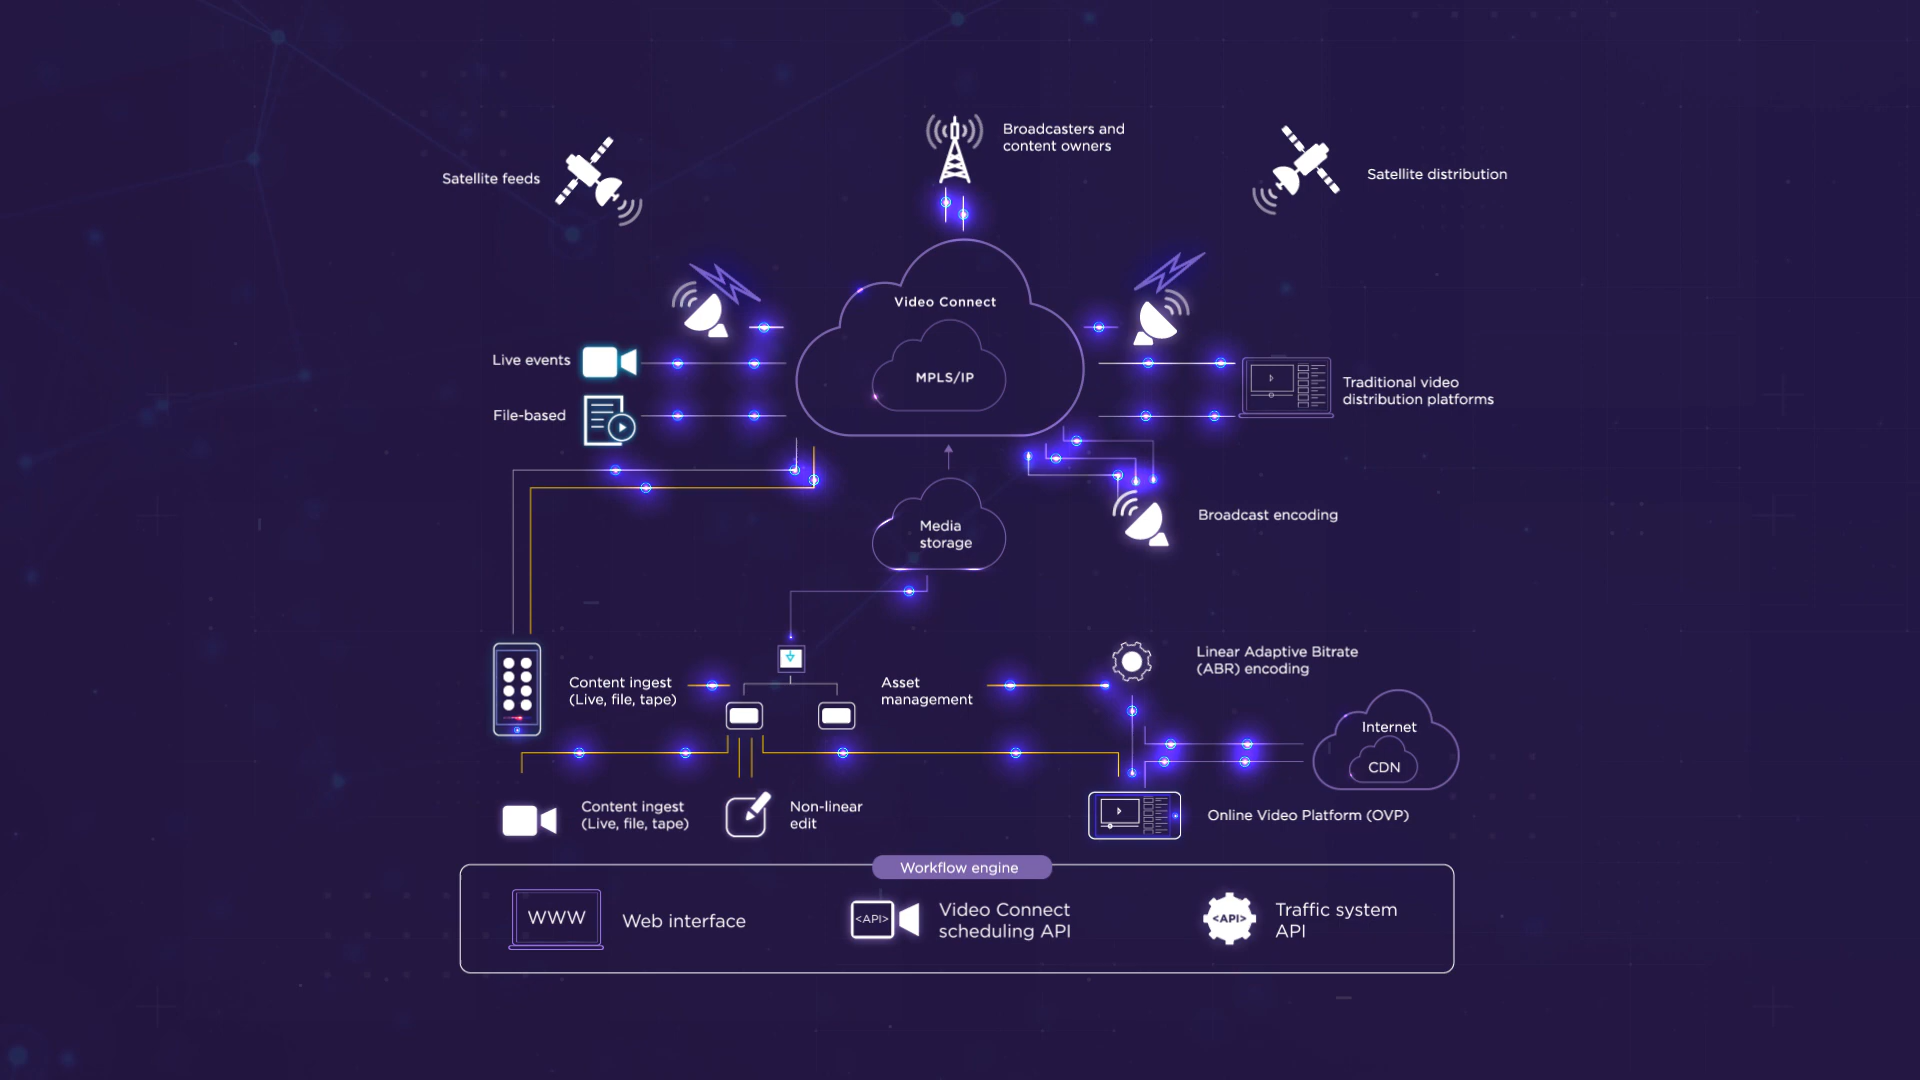 Broadcasters and
content owners
Satellite feeds
Satellite distribution
Video Connect
MPLS/IP
Live events
File-based
Traditional video
distribution platforms
Media
storage
Broadcast encoding
Linear Adaptive Bitrate
(ABR) encoding
Content ingest
(Live, file, tape)
Asset
management
Internet
CDN
Content ingest
(Live, file, tape)
Non-linear
edit
Online Video Platform (OVP)
Workflow engine
WWW
Web interface
<API>
Video Connect
scheduling API
<API>
Traffic system
API